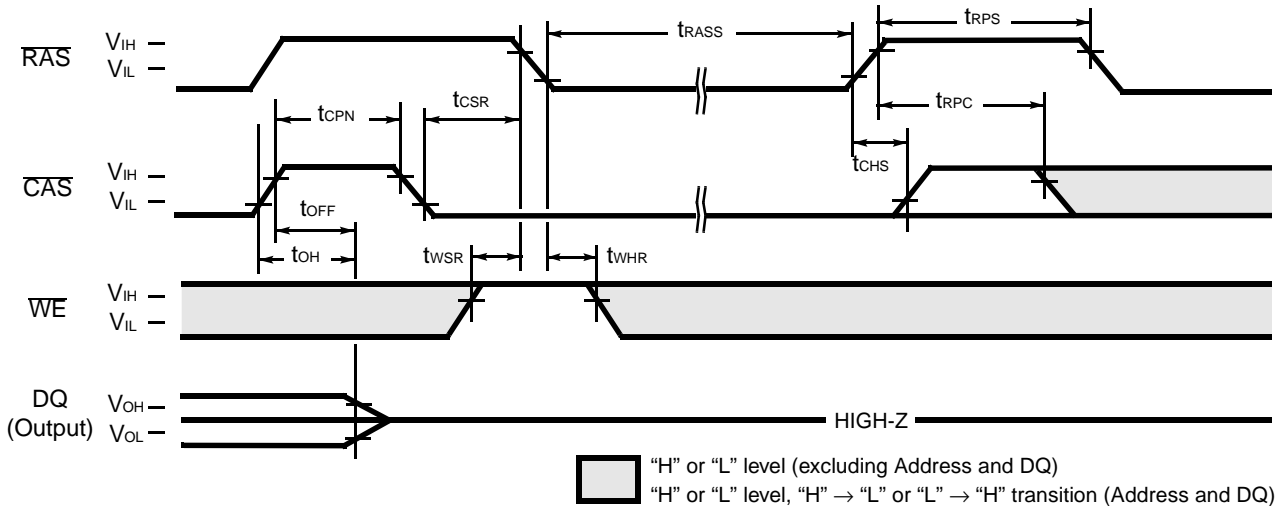 tRASS
tRPS
RAS
VIH
VIL
tCPN
tCSR
tRPC
tCHS
CAS
VIH
VIL
tOFF
tOH
tWSR
tWHR
WE
VIH
VIL
DQ
(Output)
VOH
VOL
HIGH-Z
“H” or “L” level (excluding Address and DQ)
“H” or “L” level, “H” → “L” or “L” → “H” transition (Address and DQ)